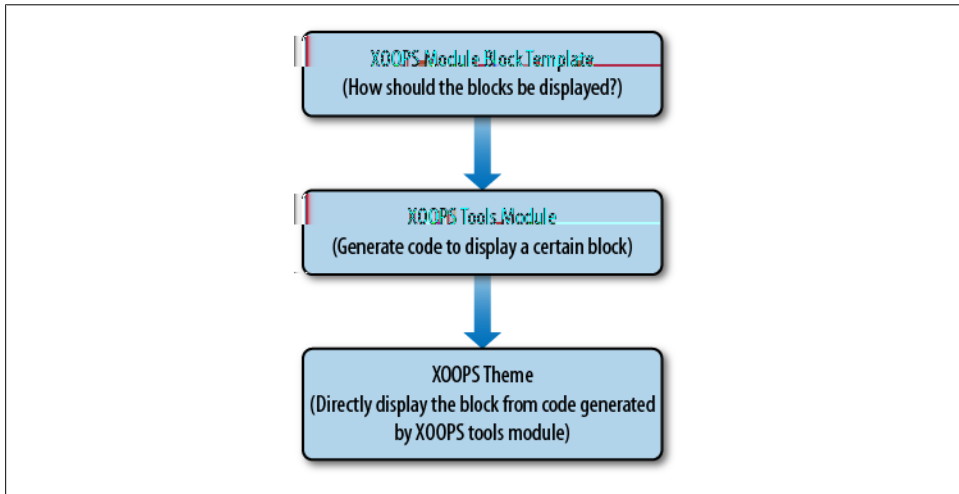 XOOPS Module Block Template
(How should the blocks be displayed?)
XOOPS Tools Module
(Generate code to display a certain block)
XOOPS Theme
(Directly display the block from code generated
by XOOPS tools module)